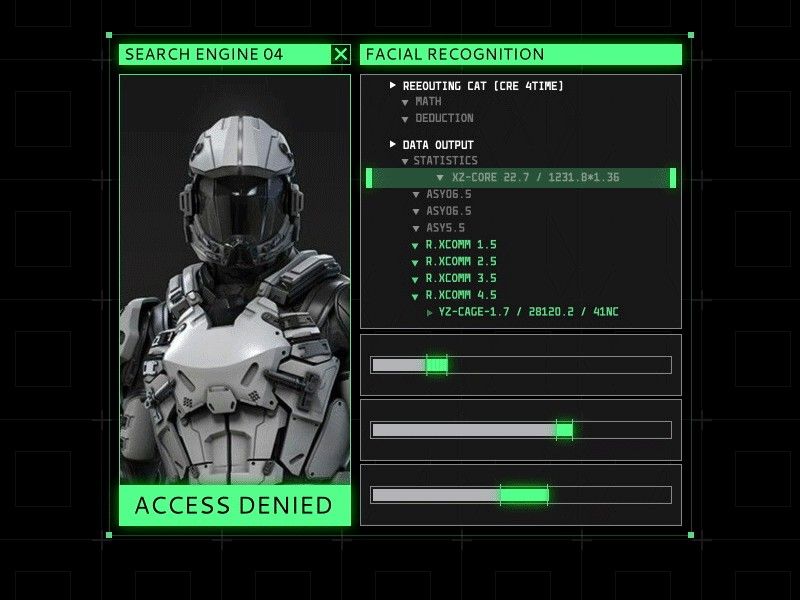 SEARCH ENGINE 04
FACIAL RECOGNITION
REEOUTING CAT [CRE 4TIME]
MATH
DEDUCTION
DATA OUTPUT
STATISTICS
XZ-CORE 22.7 / 1231.8*1.36
ASY06.5
ASY06.5
ASY5.5
R.XCOMM 1.5
R.XCOMM 2.5
R.XCOMM 3.5
R.XCOMM 4.5
YZ-CAGE-1.7 / 28120.2 / 41NC
ACCESS DENIED